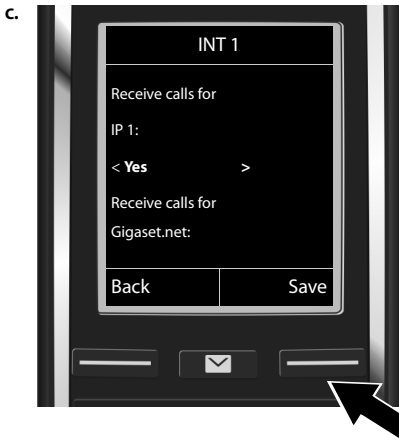 c.
INT 1
Receive calls for
IP 1:
< Yes >
Receive calls for
Gigaset.net:
Back Save